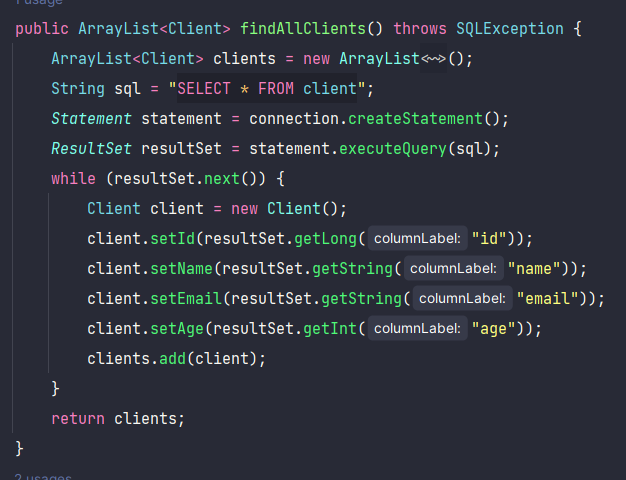 1 usage
public ArrayList<Client> findAllClients() throws SQLException {
ArrayList<Client> clients = new ArrayList<~>();
String sql = "SELECT * FROM client";
Statement statement = connection.createStatement();
ResultSet resultSet = statement.executeQuery(sql);
while (resultSet.next()) {
Client client = new Client();
client.setId(resultSet.getLong( columnLabel: "id"));
client.setName(resultSet.getString( columnLabel: "name"));
client.setEmail(resultSet.getString( columnLabel: "email"));
client.setAge(resultSet.getInt( columnLabel: "age"));
clients.add(client);
}
return clients;
}
2 usages